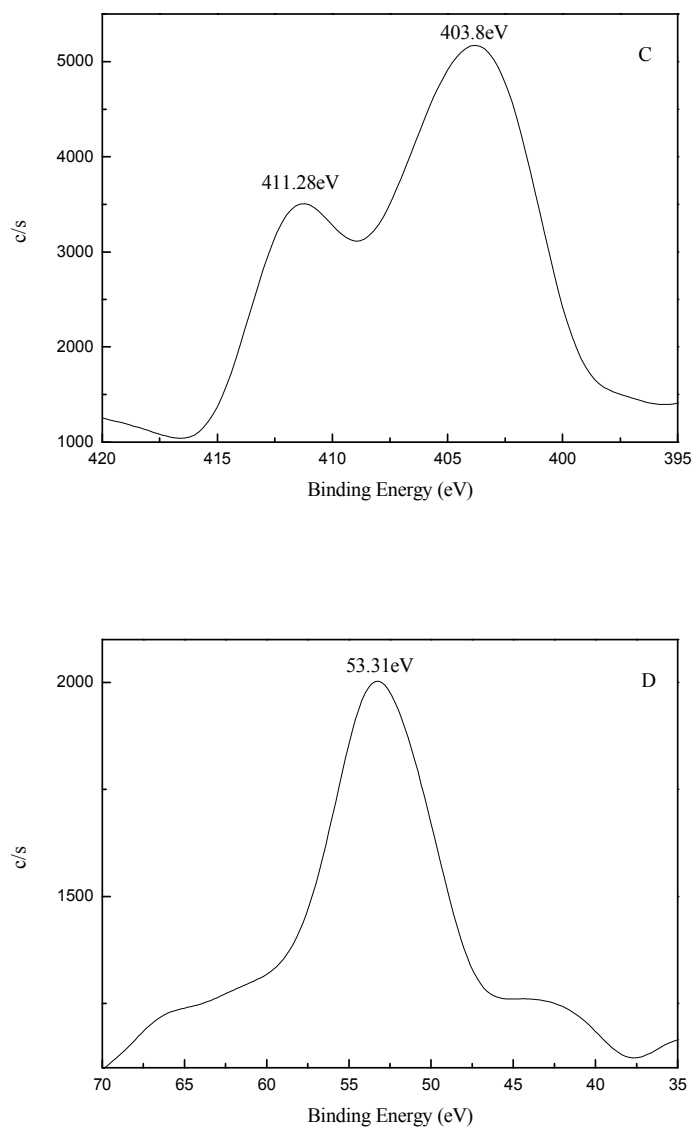 403.8eV
C
5000
4000
411.28eV
c/s
3000
2000
1000
420 415 410 405 400 395
Binding Energy (eV)
53.31eV
D
2000
c/s
1500
70 65 60 55 50 45 40 35
Binding Energy (eV)